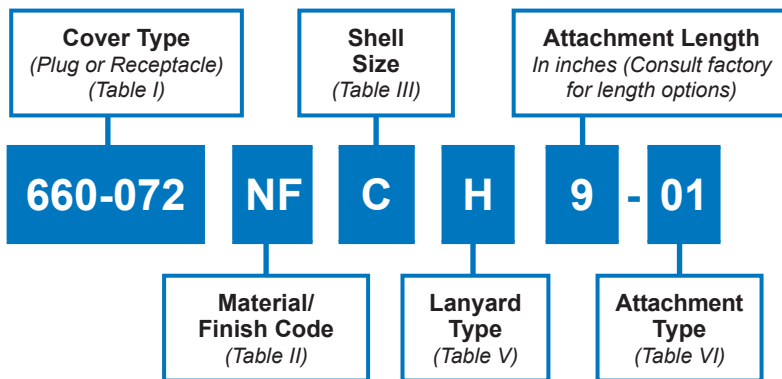 Cover Type
(Plug or Receptacle)
(Table I)
Shell
Size
(Table III)
Attachment Length
In inches (Consult factory
for length options)
660-072 NF C H 9 - 01
Material/
Finish Code
(Table II)
Lanyard
Type
(Table V)
Attachment
Type
(Table VI)